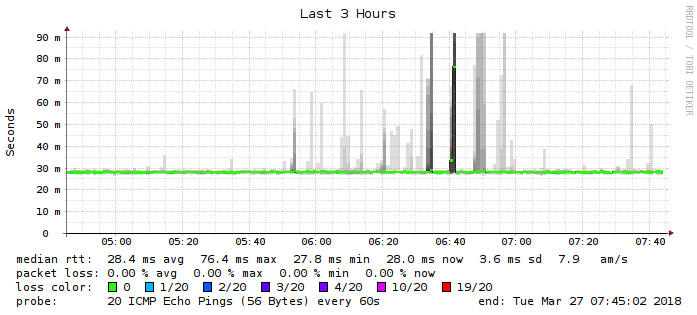 Last 3 Hours
RRDTOOL / TOBI OETIKER
Seconds
90 m
80 m
70 m
60 m
50 m
40 m
30 m
20 m
10 m
0
05:00 05:20 05:40 06:00 06:20 06:40 07:00 07:20 07:40
median rtt: 28.4 ms avg 76.4 ms max 27.8 ms min 28.0 ms now 3.6 ms sd 7.9 am/s
packet loss: 0.00 % avg 0.00 % max 0.00 % min 0.00 % now
loss color: 0 1/20 2/20 3/20 4/20 10/20 19/20
probe: 20 ICMP Echo Pings (56 Bytes) every 60s end: Tue Mar 27 07:45:02 2018